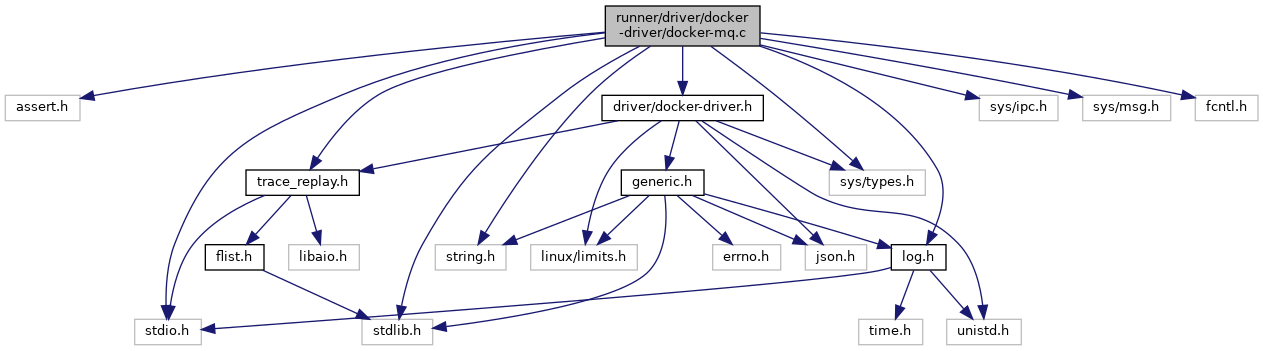 runner/driver/docker
-driver/docker-mq.c
assert.h
driver/docker-driver.h
sys/ipc.h
sys/msg.h
fcntl.h
trace_replay.h
generic.h
sys/types.h
flist.h
libaio.h
string.h
linux/limits.h
errno.h
json.h
log.h
stdio.h
stdlib.h
time.h
unistd.h